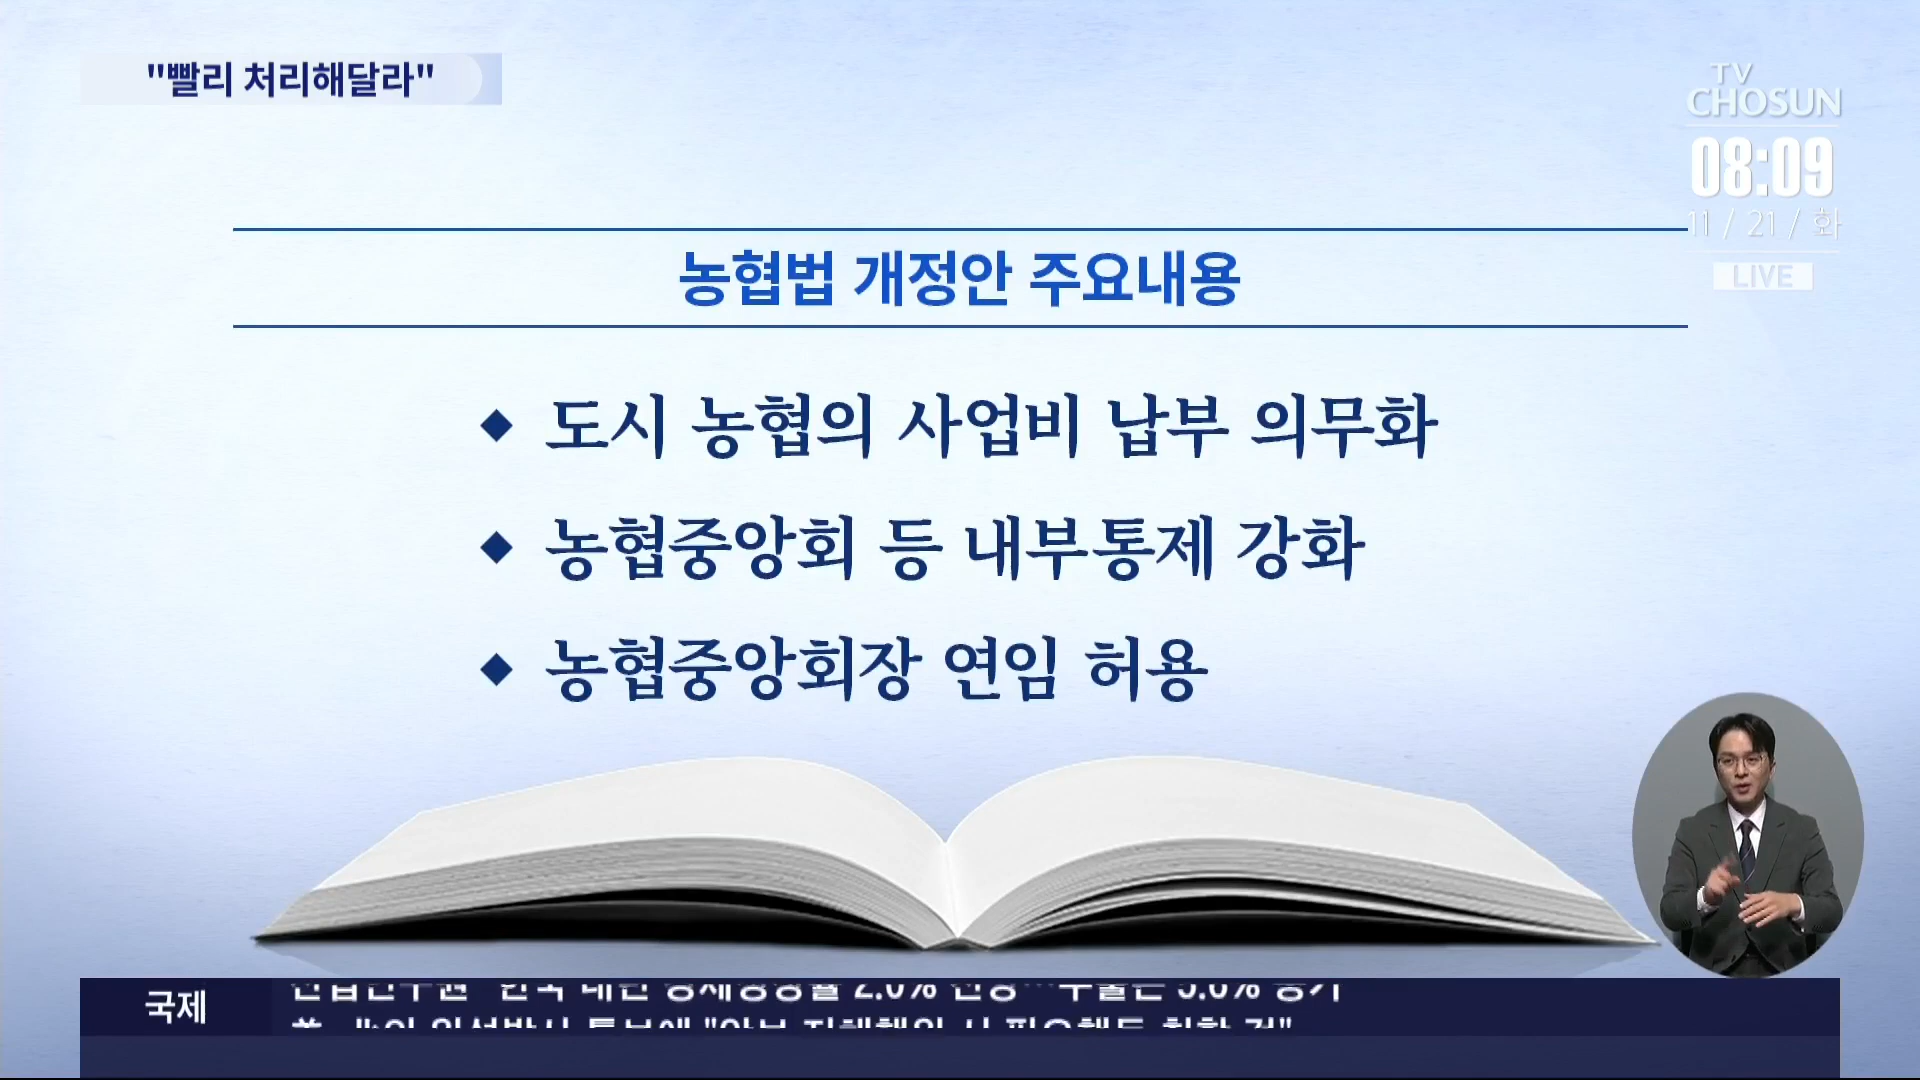 "빨리 처리해달라"
TV
CHOSUN
08:09
11 / 21 / 화
LIVE
농협법 개정안 주요내용
◆ 도시 농협의 사업비 납부 의무화
◆ 농협중앙회 등 내부통제 강화
◆ 농협중앙회장 연임 허용
국제